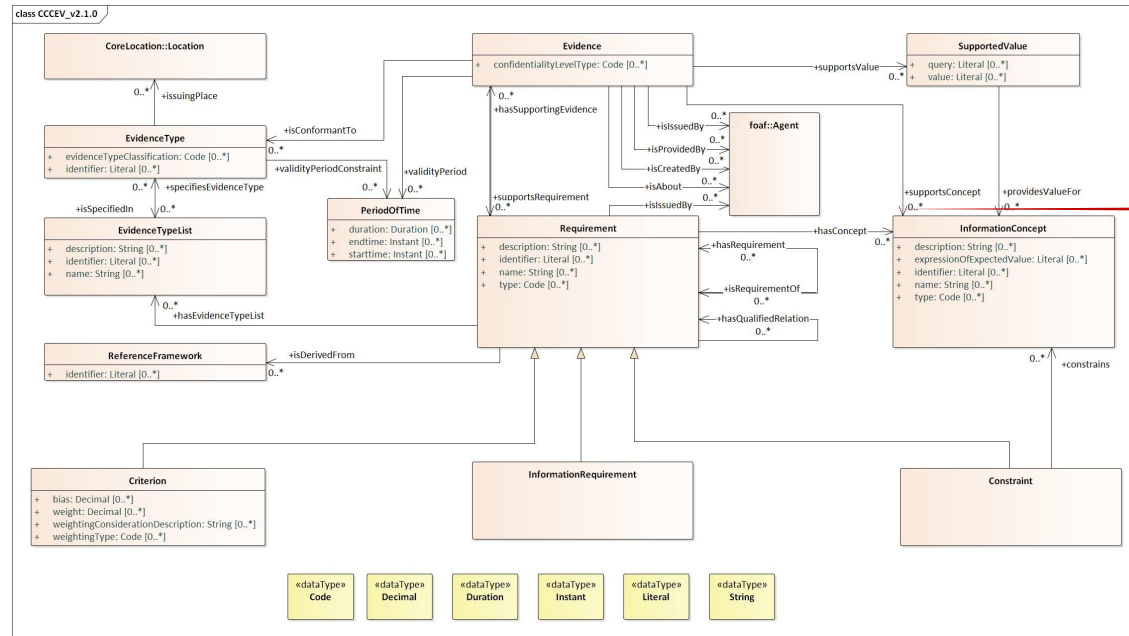 class CCCEV_v2.1.0
CoreLocation::Location
Evidence
+ confidentialityLevelType: Code [0..*]
SupportedValue
+ query: Literal [0..*]
+ value: Literal [0..*]
+supportsValue
0..*
0..*
+issuingPlace
0..*
+hasSupportingEvidence
foaf::Agent
0..*
+isIssuedBy
0..*
+isProvidedBy
0..*
+isCreatedBy
0..*
+isAbout
0..*
+isIssuedBy
+isConformantTo
0..*
EvidenceType
+ evidenceTypeClassification: Code [0..*]
+ identifier: Literal [0..*]
+validityPeriodConstraint
0..*
+validityPeriod
0..*
0..*
+specifiesEvidenceType
+isSpecifiedIn
0..*
+supportsRequirement
0..*
+supportsConcept
0..*
+providesValueFor
0..*
PeriodOfTime
+ duration: Duration [0..*]
+ endtime: Instant [0..*]
+ starttime: Instant [0..*]
EvidenceTypeList
+ description: String [0..*]
+ identifier: Literal [0..*]
+ name: String [0..*]
Requirement
+ description: String [0..*]
+ identifier: Literal [0..*]
+ name: String [0..*]
+ type: Code [0..*]
+hasConcept
0..*
+hasRequirement
0..*
+isRequirementOf
0..*
+hasQualifiedRelation
0..*
InformationConcept
+ description: String [0..*]
+ expressionOfExpectedValue: Literal [0..*]
+ identifier: Literal [0..*]
+ name: String [0..*]
+ type: Code [0..*]
0..*
+hasEvidenceTypeList
ReferenceFramework
+ identifier: Literal [0..*]
+isDerivedFrom
0..*
0..*
+constrains
Criterion
+ bias: Decimal [0..*]
+ weight: Decimal [0..*]
+ weightingConsiderationDescription: String [0..*]
+ weightingType: Code [0..*]
InformationRequirement
Constraint
«dataType»
Code
«dataType»
Decimal
«dataType»
Duration
«dataType»
Instant
«dataType»
Literal
«dataType»
String